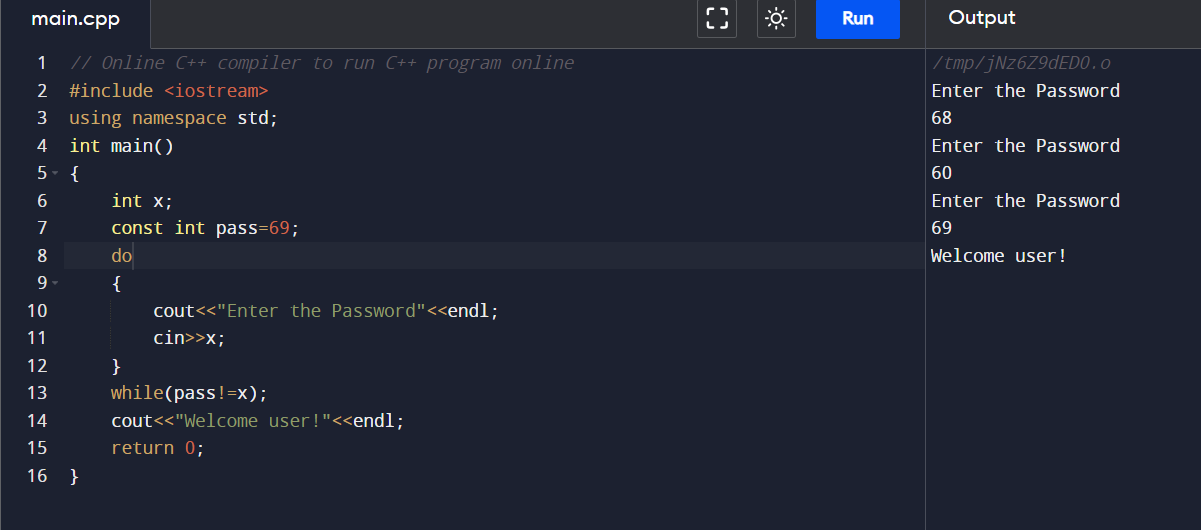 main.cpp
Run
Output
1 // Online C++ compiler to run C++ program online
2 #include <iostream>
3 using namespace std;
4 int main()
5 {
6     int x;
7     const int pass=69;
8     do
9     {
10         cout<<"Enter the Password"<<endl;
11         cin>>x;
12     }
13     while(pass!=x);
14     cout<<"Welcome user!"<<endl;
15     return 0;
16 }
/tmp/jNz6Z9dEDO.o
Enter the Password
68
Enter the Password
60
Enter the Password
69
Welcome user!